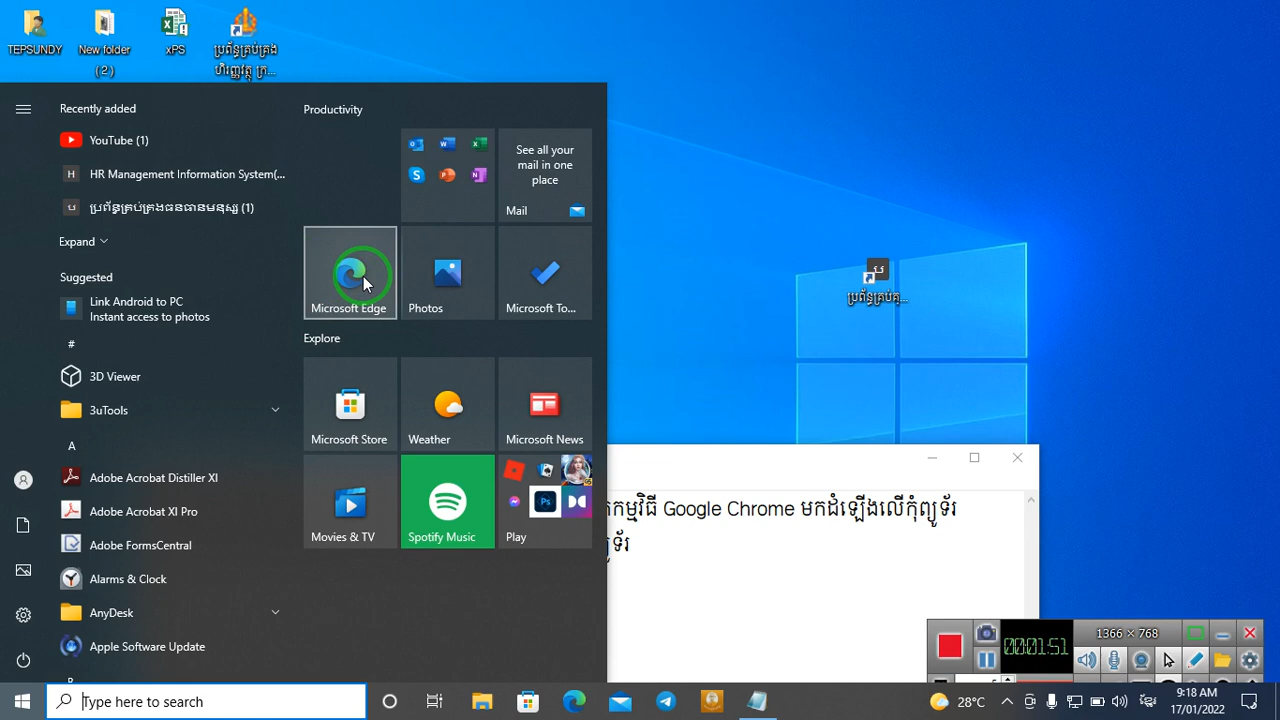 TEPSUNDY
New folder
(2)
xPS
ប្រព័ន្ធគ្រប់គ្រង
ហិរញ្ញវត្ថុ ក្រ...
Recently added
YouTube (1)
HR Management Information System(...
ប្រព័ន្ធគ្រប់គ្រងធនធានមនុស្ស (1)
Expand
Suggested
Link Android to PC
Instant access to photos
#
3D Viewer
3uTools
A
Adobe Acrobat Distiller XI
Adobe Acrobat XI Pro
Adobe FormsCentral
Alarms & Clock
AnyDesk
Apple Software Update
Productivity
See all your
mail in one
place
Mail
Microsoft Edge
Photos
Microsoft To...
Explore
Microsoft Store
Weather
Microsoft News
Movies & TV
Spotify Music
Play
ប្រព័ន្ធគ្រប់គ្...
កម្មវិធី Google Chrome មកដំឡើងលើកុំព្យូទ័រ
00:01:51
1366 × 768
Type here to search
28°C
9:18 AM
17/01/2022